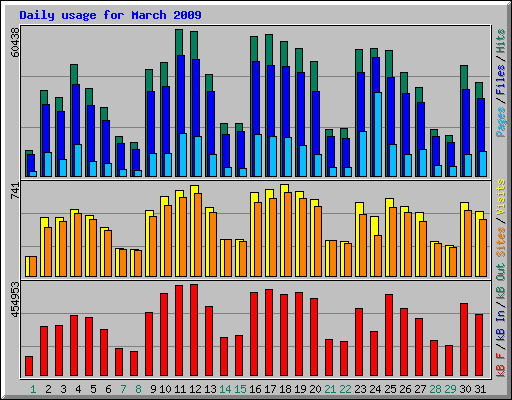 Daily usage for March 2009
60438
741
454953
Pages / Files / Hits
Sites / Visits
kB F / kB In / kB Out
1 2 3 4 5 6 7 8 9 10 11 12 13 14 15 16 17 18 19 20 21 22 23 24 25 26 27 28 29 30 31